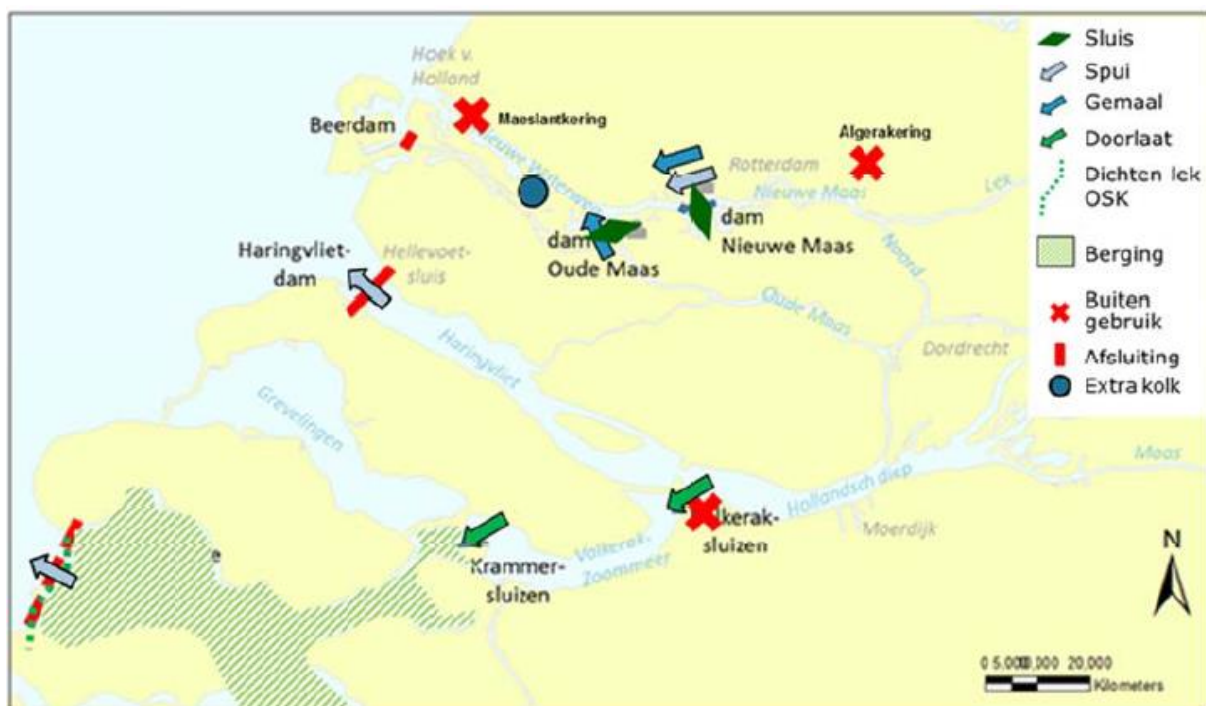 Hoek v.
Holland
Beerdam
Maeslantkering
Algerakering
Rotterdam
Nieuwe Maas
Lek
dam
Nieuwe Maas
dam
Oude Maas
Noord
Oude Maas
Dordrecht
Haringvliet-
dam
Hellevoet-
sluis
Haringvliet
Grevelingen
Maas
Hollandsch diep
Moerdijk
sluizen
Volkerak-
Zoommeer
Krammer-
sluizen
Sluis
Spui
Gemaal
Doorlaat
Dichten lek
OSK
Berging
Buiten
gebruik
Afsluiting
Extra kolk
N
20,000
Kilometers